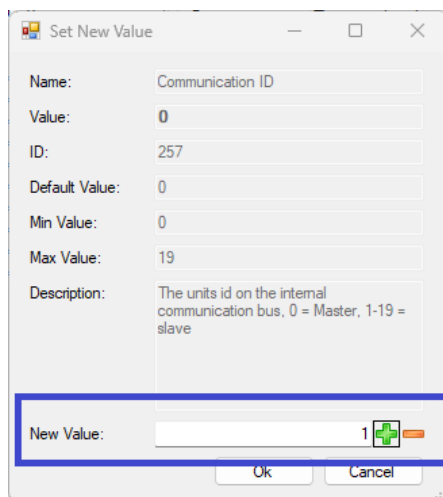 Set New Value
Name: Communication ID
Value: 0
ID: 257
Default Value: 0
Min Value: 0
Max Value: 19
Description: The units id on the internal
communication bus, 0 = Master, 1-19 =
slave
New Value: 1
Ok Cancel